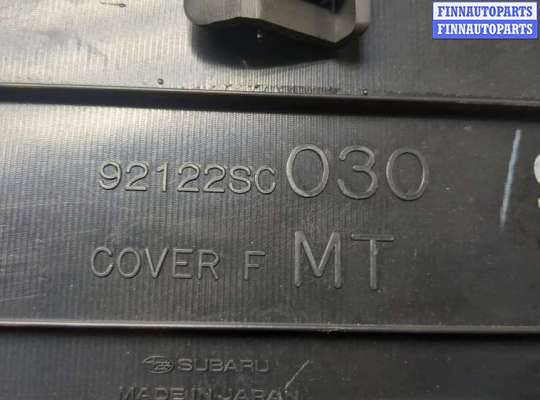 FINNAUTOPARTS
FINNAUTOPARTS
92122SC030
COVER F MT
SUBARU
MADE IN JAPAN